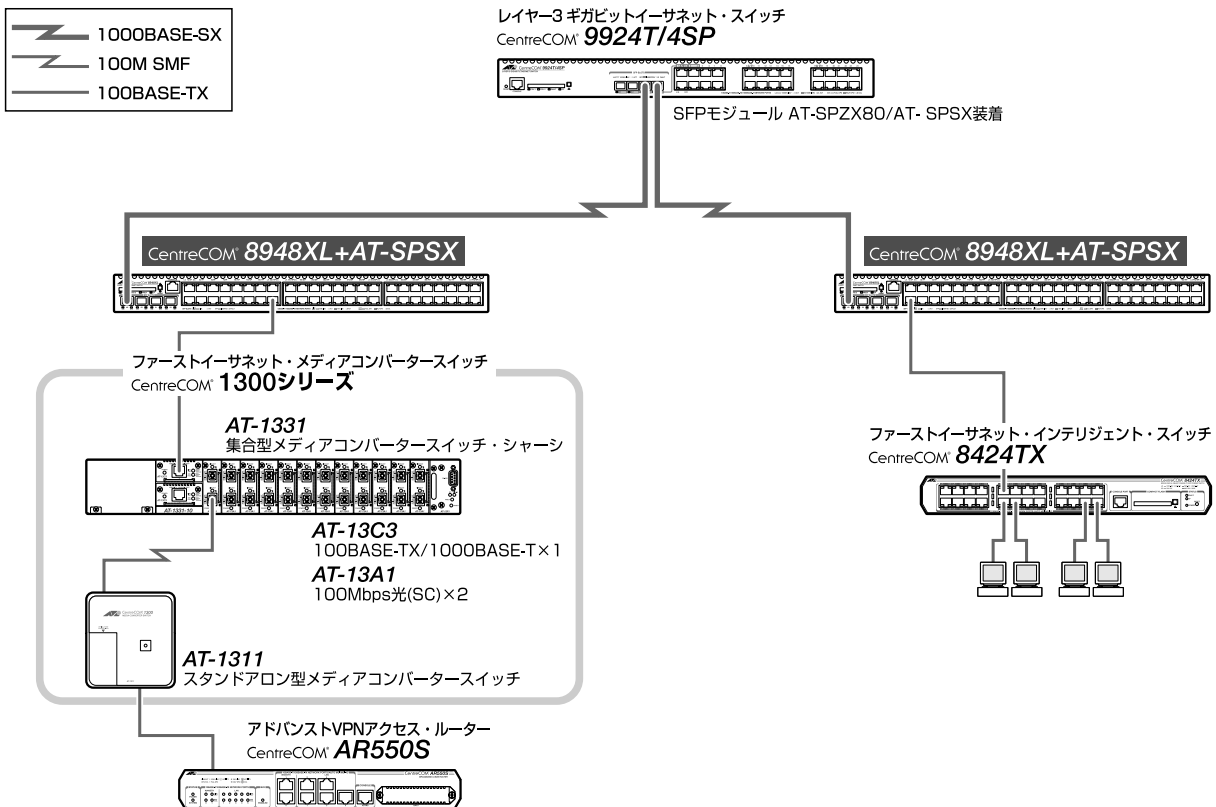 1000BASE-SX
100M SMF
100BASE-TX
レイヤー3 ギガビットイーサネット・スイッチ
CentreCOM® 9924T/4SP
SFPモジュール AT-SPZX80/AT- SPSX装着
CentreCOM® 8948XL+AT-SPSX
CentreCOM® 8948XL+AT-SPSX
ファーストイーサネット・メディアコンバータースイッチ
CentreCOM® 1300シリーズ
AT-1331
集合型メディアコンバータースイッチ・シャーシ
AT-1331-10
AT-13C3
100BASE-TX/1000BASE-T×1
AT-13A1
100Mbps光(SC)×2
AT-1311
スタンドアロン型メディアコンバータースイッチ
ファーストイーサネット・インテリジェント・スイッチ
CentreCOM® 8424TX
アドバンストVPNアクセス・ルーター
CentreCOM® AR550S